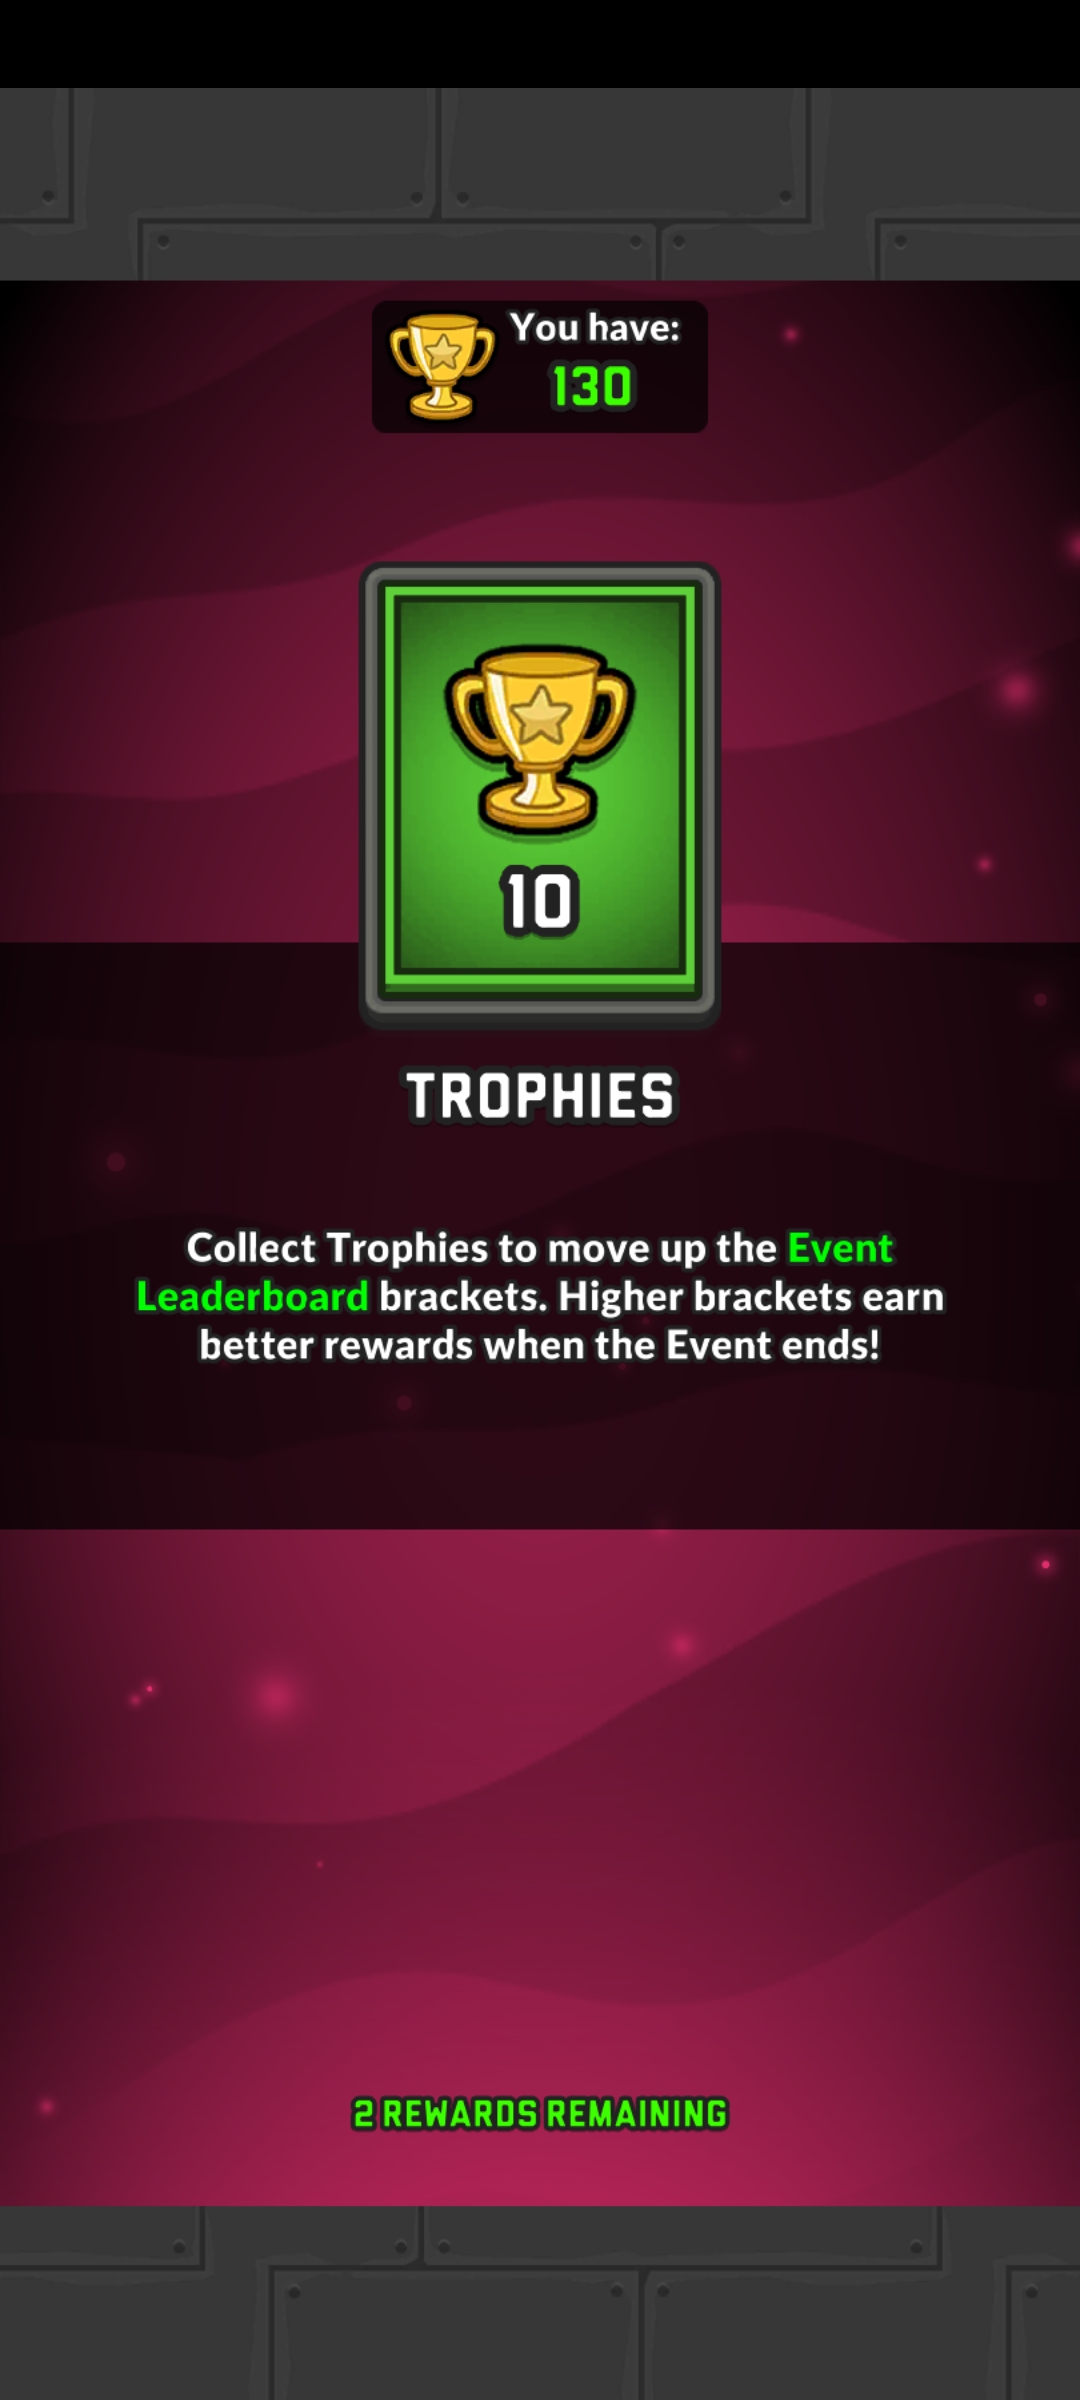 You have:
130
10
TROPHIES
Collect Trophies to move up the Event
Leaderboard brackets. Higher brackets earn
better rewards when the Event ends!
2 REWARDS REMAINING